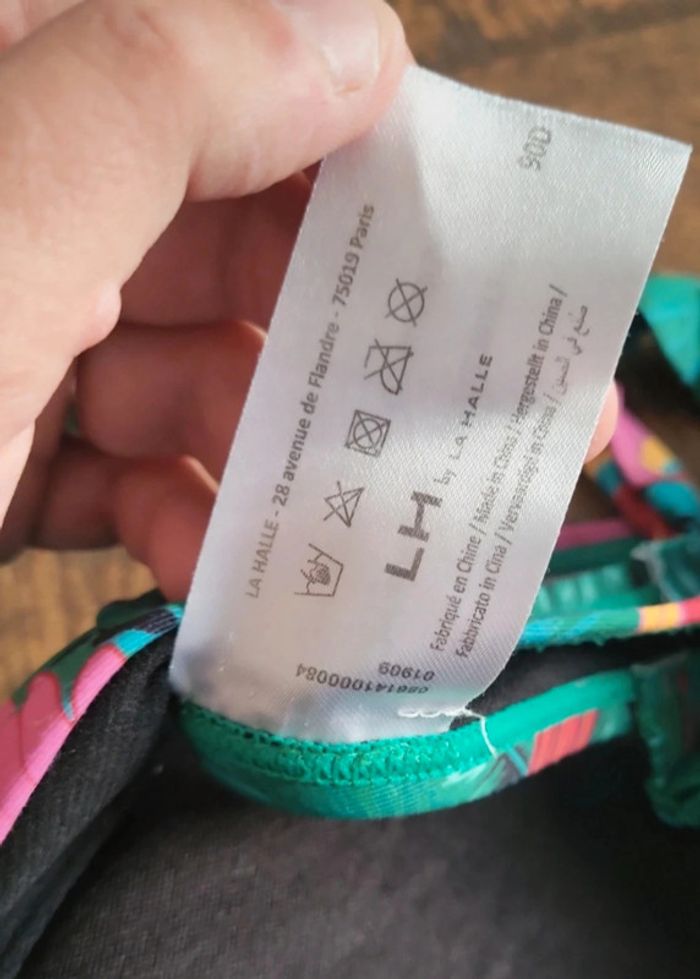 90D
LA HALLE - 28 avenue de Flandre - 75019 Paris
LH by LA HALLE
Fabriqué en Chine / Made in China / Hergestellt in China /
Fabbricato in Cina / Vervaardigd in China / صنع في الصين
01909